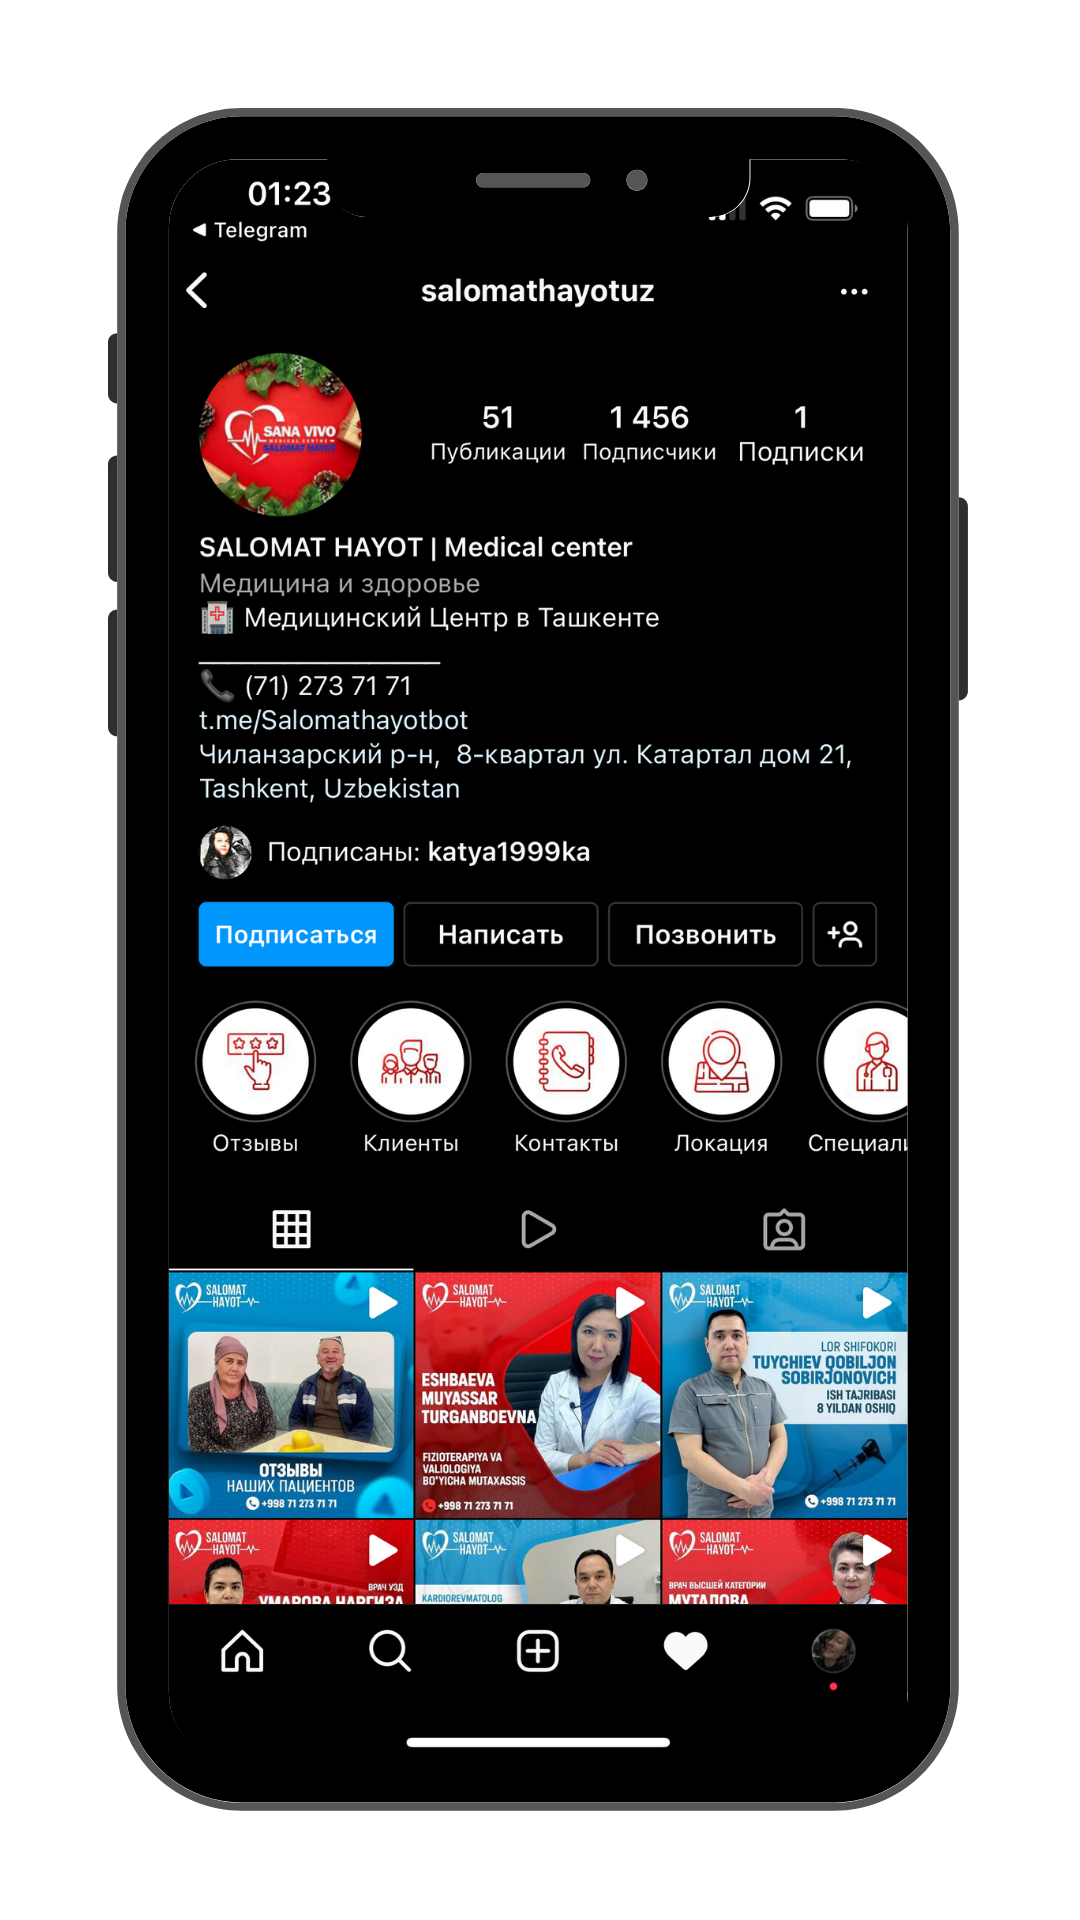 01:23
Telegram
salomathayotuz
SANA VIVO
MEDICAL CENTRE
SALOMAT HAYOT
51
Публикации
1 456
Подписчики
1
Подписки
SALOMAT HAYOT | Medical center
Медицина и здоровье
Медицинский Центр в Ташкенте
(71) 273 71 71
t.me/Salomathayotbot
Чиланзарский р-н, 8-квартал ул. Катартал дом 21,
Tashkent, Uzbekistan
Подписаны: katya1999ka
Подписаться
Написать
Позвонить
Отзывы
Клиенты
Контакты
Локация
Специали
SALOMAT
HAYOT
ОТЗЫВЫ
НАШИХ ПАЦИЕНТОВ
+998 71 273 71 71
SALOMAT
HAYOT
ESHBAEVA
MUYASSAR
TURGANBOEVNA
FIZIOTERAPIYA VA
VALIOLOGIYA
BO'YICHA MUTAXASSIS
+998 71 273 71 71
SALOMAT
HAYOT
LOR SHIFOKORI
TUYCHIEV QOBILJON
SOBIRJONOVICH
ISH TAJRIBASI
8 YILDAN OSHIQ
+998 71 273 71 71
SALOMAT
HAYOT
ВРАЧ УЗД
УМАРОВА НАРГИЗА
SALOMAT
HAYOT
KARDIOREVMATOLOG
SALOMAT
HAYOT
ВРАЧ ВЫСШЕЙ КАТЕГОРИИ
МУТАЛОВА